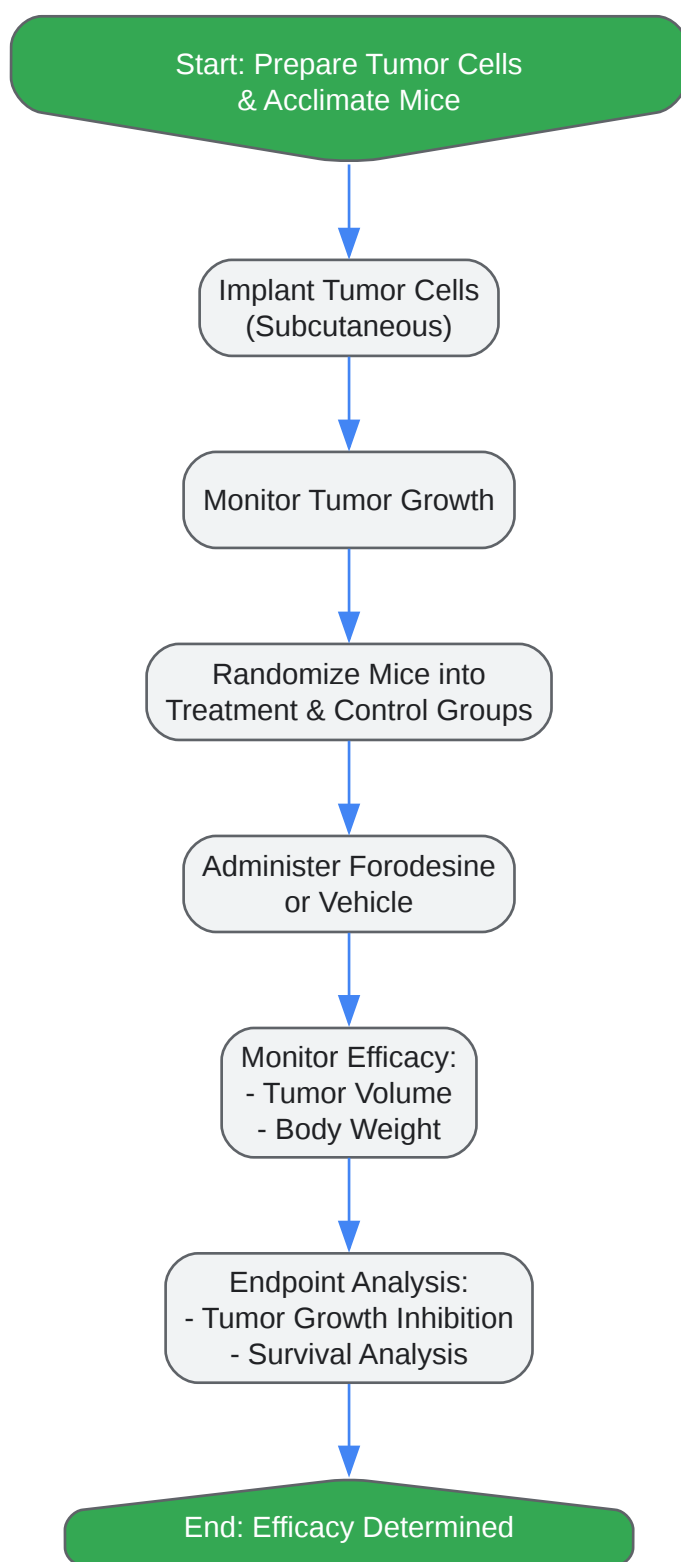 Start: Prepare Tumor Cells
& Acclimate Mice
Implant Tumor Cells
(Subcutaneous)
Monitor Tumor Growth
Randomize Mice into
Treatment & Control Groups
Administer Forodesine
or Vehicle
Monitor Efficacy:
- Tumor Volume
- Body Weight
Endpoint Analysis:
- Tumor Growth Inhibition
- Survival Analysis
End: Efficacy Determined